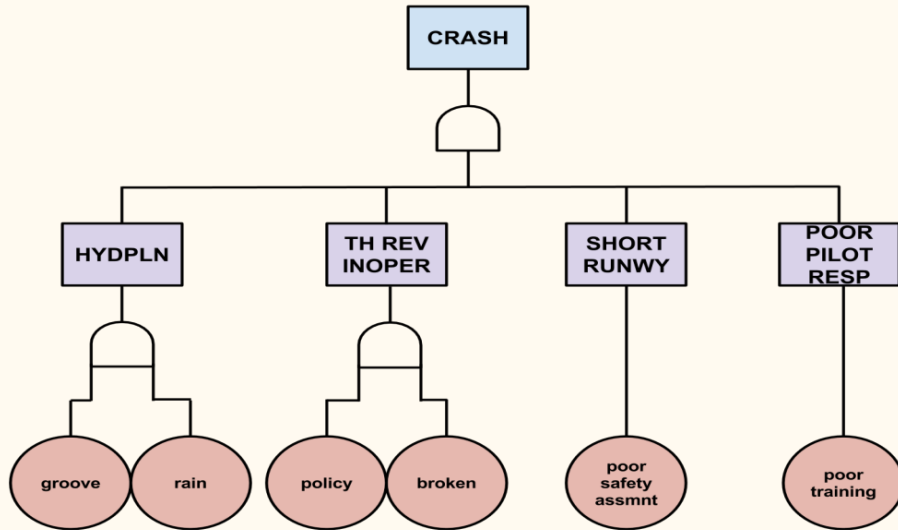 CRASH
HYDPLN
TH REV
INOPER
SHORT
RUNWY
POOR
PILOT
RESP
groove
rain
policy
broken
poor
safety
assmnt
poor
training